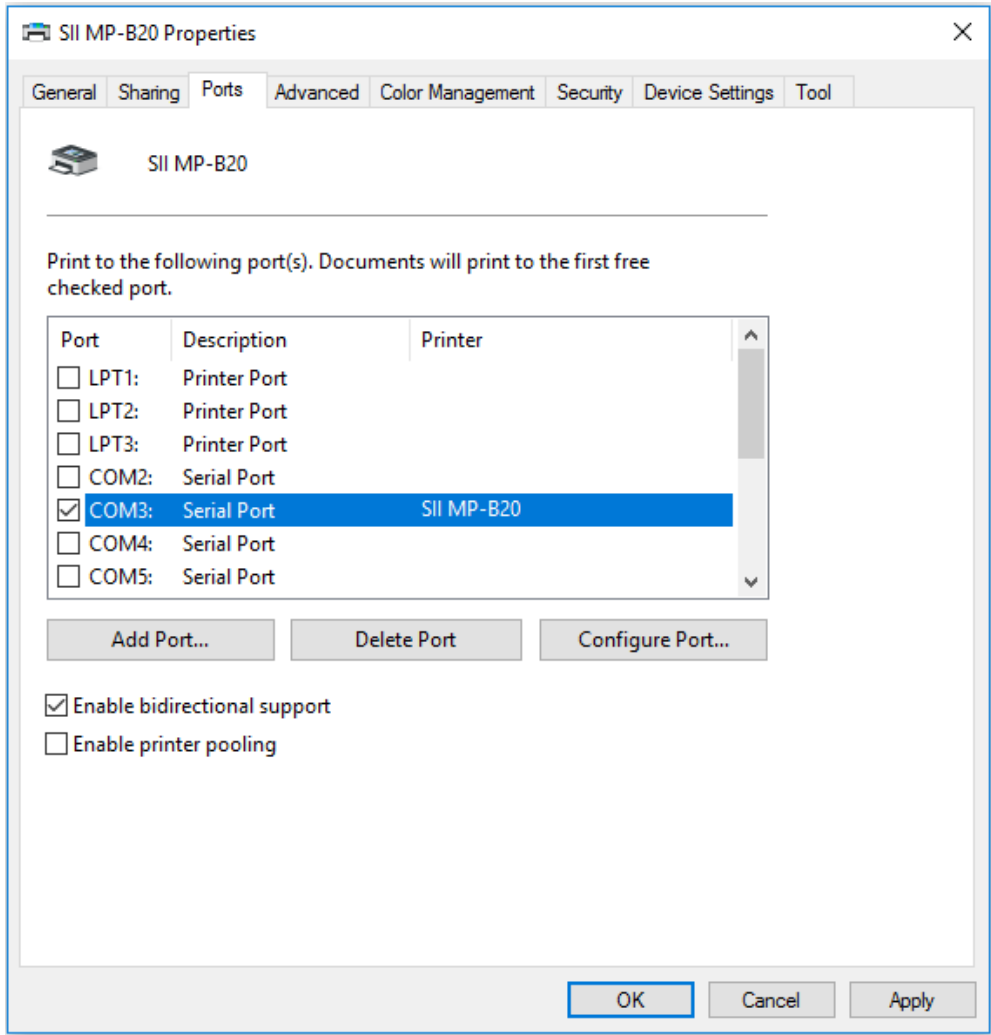 SII MP-B20 Properties
General Sharing Ports Advanced Color Management Security Device Settings Tool
SII MP-B20
Print to the following port(s). Documents will print to the first free
checked port.
Port Description Printer
LPT1: Printer Port
LPT2: Printer Port
LPT3: Printer Port
COM2: Serial Port
COM3: Serial Port SII MP-B20
COM4: Serial Port
COM5: Serial Port
Add Port... Delete Port Configure Port...
Enable bidirectional support
Enable printer pooling
OK Cancel Apply